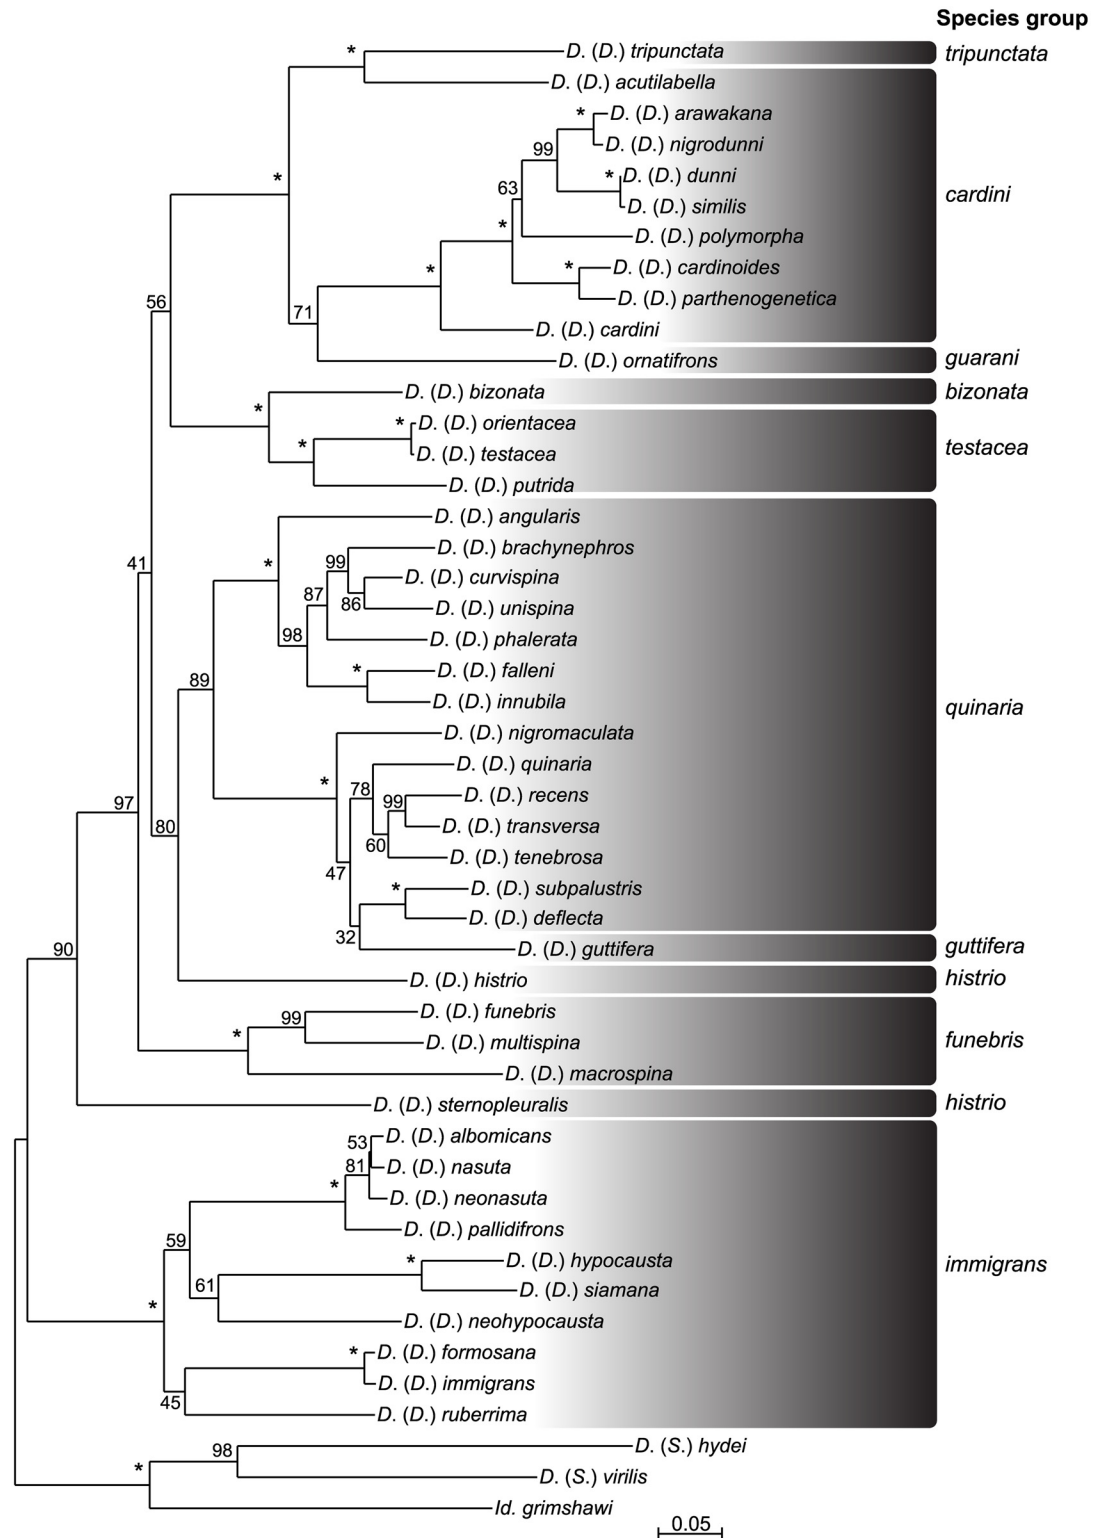 Species group
* D. (D.) tripunctata tripunctata
D. (D.) acutilabella
* D. (D.) arawakana
99 D. (D.) nigrodunni
* * D. (D.) dunni
63 D. (D.) similis cardini
* D. (D.) polymorpha
* * D. (D.) cardinoides
D. (D.) parthenogenetica
56 71 D. (D.) cardini
D. (D.) ornatifrons guarani
* D. (D.) bizonata bizonata
* D. (D.) orientacea
* D. (D.) testacea testacea
D. (D.) putrida
D. (D.) angularis
41 * 99 D. (D.) brachynephros
87 86 D. (D.) curvispina
D. (D.) unispina
98 D. (D.) phalerata
89 * D. (D.) falleni
D. (D.) innubila quinaria
D. (D.) nigromaculata
* 78 D. (D.) quinaria
97 99 D. (D.) recens
80 D. (D.) transversa
60 D. (D.) tenebrosa
47 * D. (D.) subpalustris
D. (D.) deflecta
90 32 D. (D.) guttifera guttifera
D. (D.) histrio histrio
99 D. (D.) funebris
* D. (D.) multispina funebris
D. (D.) macrospina
D. (D.) sternopleuralis histrio
53 D. (D.) albomicans
81 D. (D.) nasuta
* D. (D.) neonasuta
D. (D.) pallidifrons
59 * D. (D.) hypocausta immigrans
61 D. (D.) siamana
* D. (D.) neohypocausta
* D. (D.) formosana
D. (D.) immigrans
45 D. (D.) ruberrima
98 D. (S.) hydei
* D. (S.) virilis
Id. grimshawi
0.05